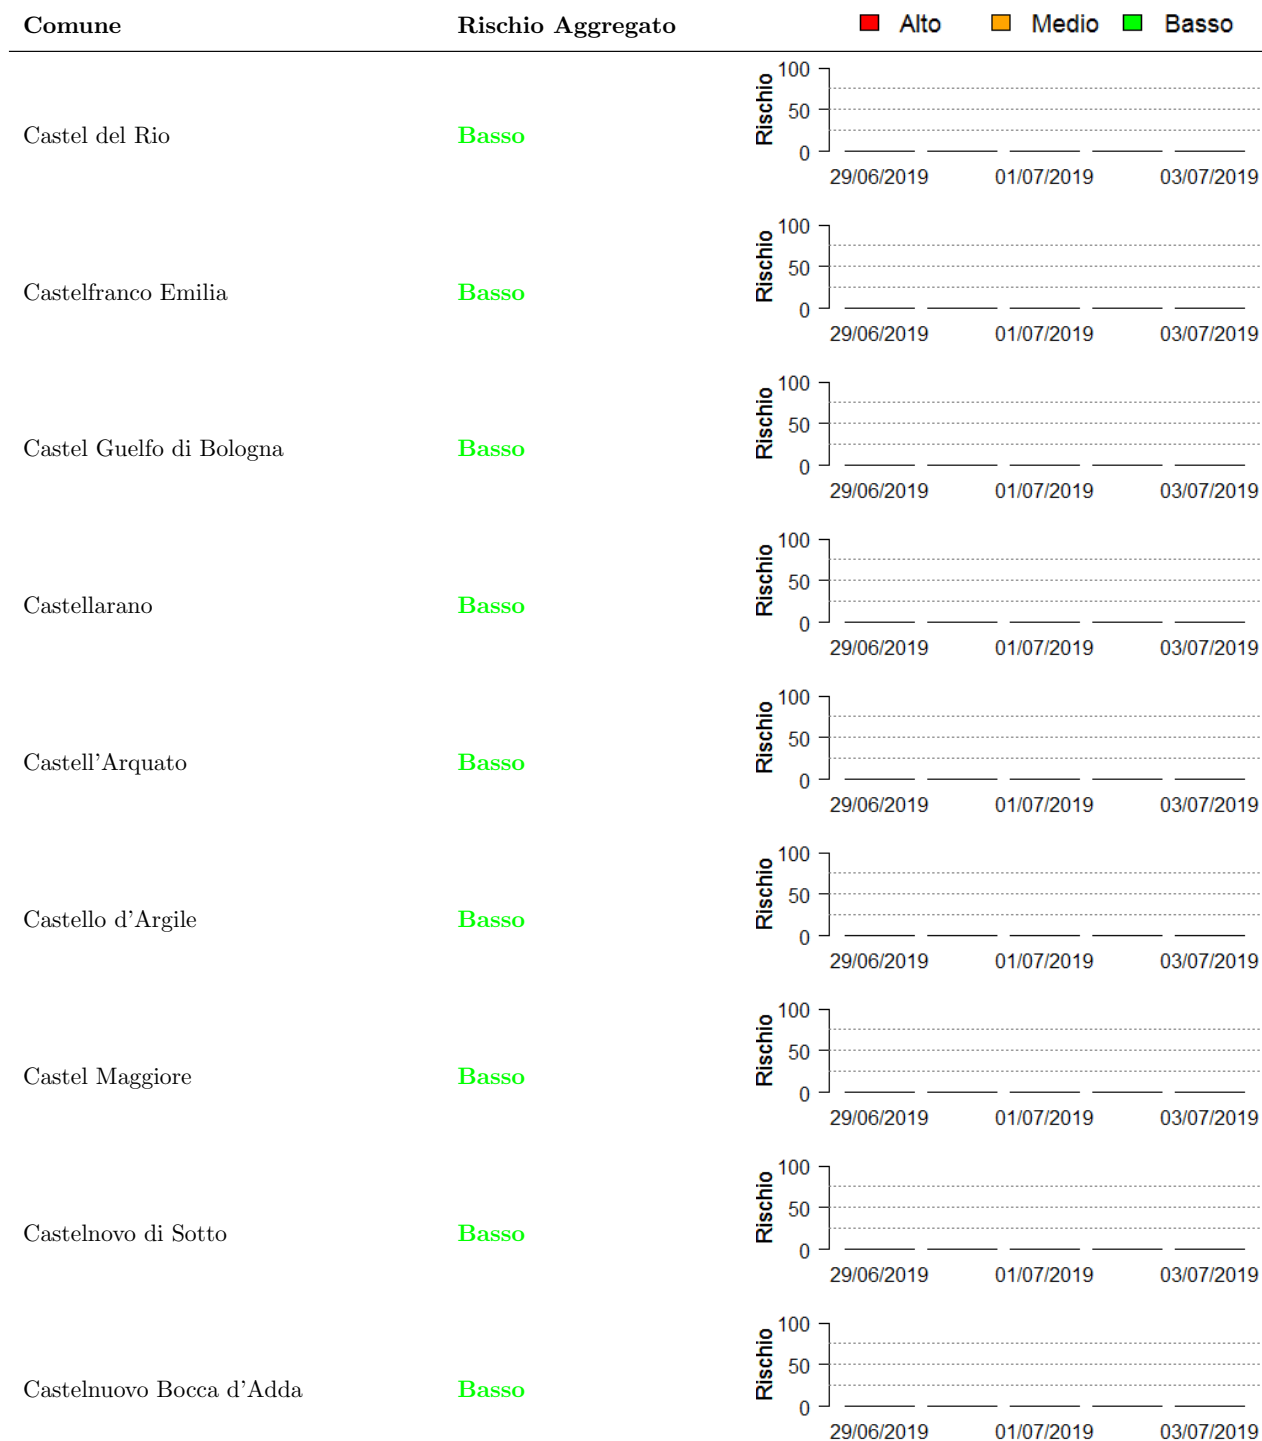 Comune Rischio Aggregato Alto Medio Basso
100
Rischio
50
Castel del Rio Basso
0
29/06/2019 01/07/2019 03/07/2019
100
Rischio
50
Castelfranco Emilia Basso
0
29/06/2019 01/07/2019 03/07/2019
100
Rischio
50
Castel Guelfo di Bologna Basso
0
29/06/2019 01/07/2019 03/07/2019
100
Rischio
50
Castellarano Basso
0
29/06/2019 01/07/2019 03/07/2019
100
Rischio
50
Castell'Arquato Basso
0
29/06/2019 01/07/2019 03/07/2019
100
Rischio
50
Castello d'Argile Basso
0
29/06/2019 01/07/2019 03/07/2019
100
Rischio
50
Castel Maggiore Basso
0
29/06/2019 01/07/2019 03/07/2019
100
Rischio
50
Castelnovo di Sotto Basso
0
29/06/2019 01/07/2019 03/07/2019
100
Rischio
50
Castelnuovo Bocca d'Adda Basso
0
29/06/2019 01/07/2019 03/07/2019